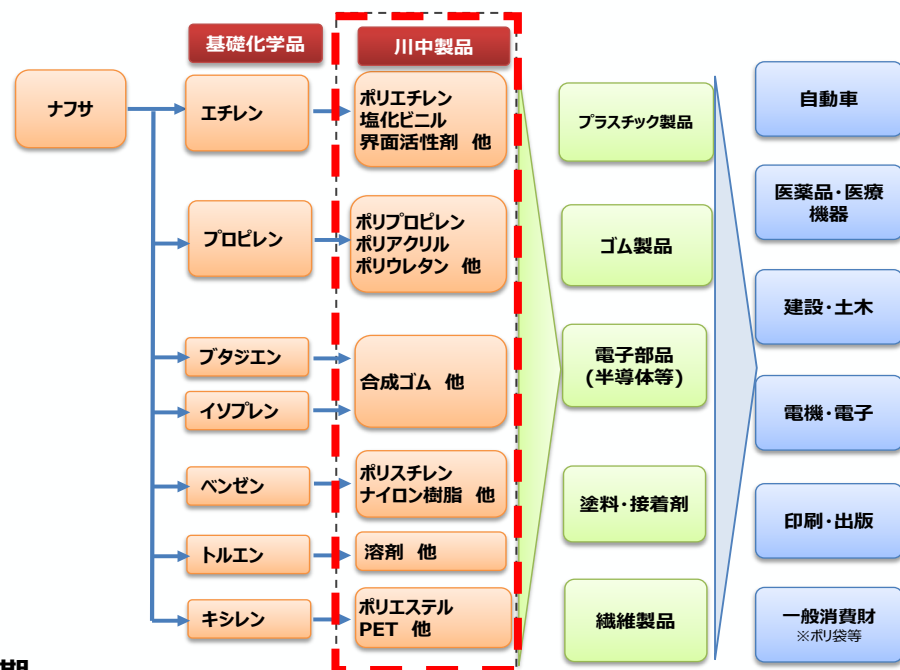 基礎化学品
川中製品
ナフサ
エチレン
ポリエチレン
塩化ビニル
界面活性剤 他
プロピレン
ポリプロピレン
ポリアクリル
ポリウレタン 他
ブタジエン
イソプレン
合成ゴム 他
ベンゼン
ポリスチレン
ナイロン樹脂 他
トルエン
溶剤 他
キシレン
ポリエステル
PET 他
プラスチック製品
ゴム製品
電子部品
(半導体等)
塗料・接着剤
繊維製品
自動車
医薬品・医療
機器
建設・土木
電機・電子
印刷・出版
一般消費財
※ポリ袋等